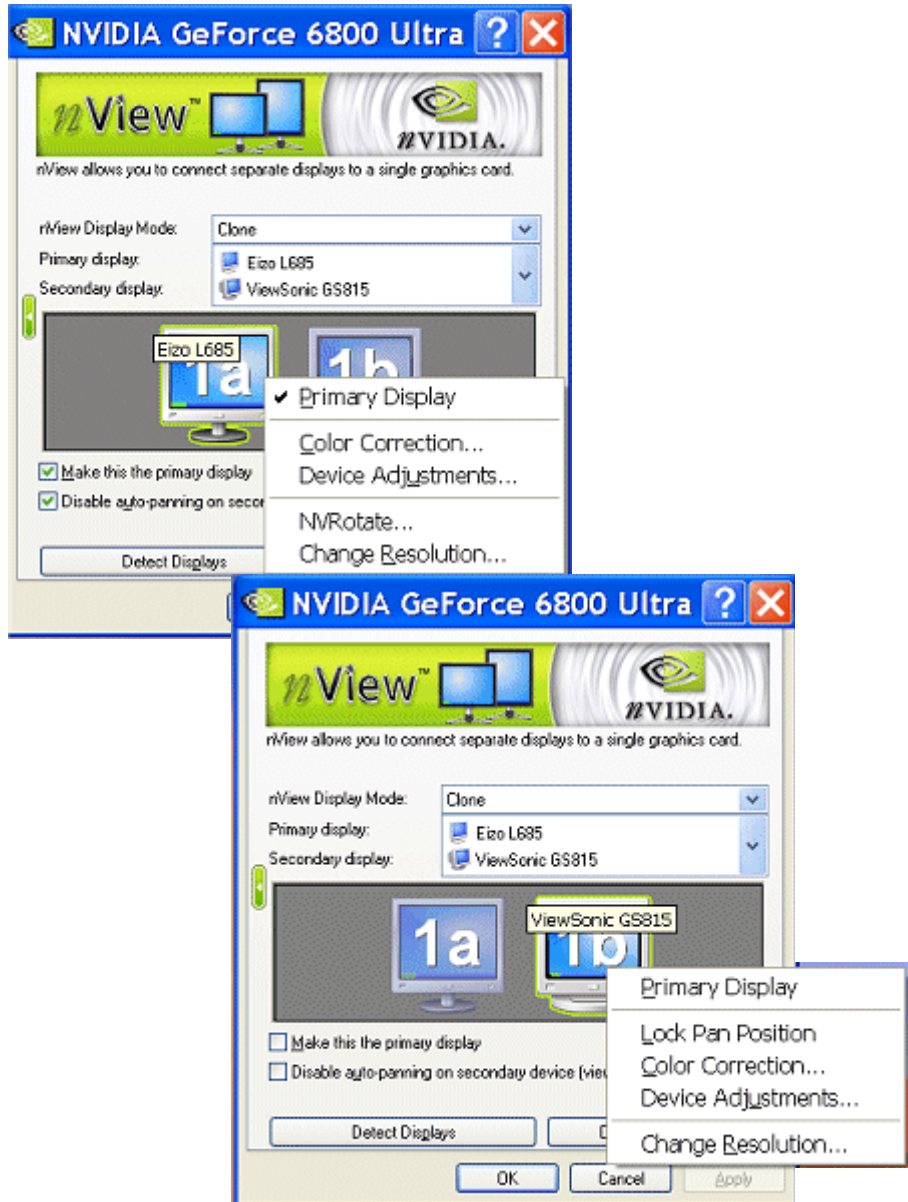 NVIDIA GeForce 6800 Ultra
nView™
nVIDIA.
nView allows you to connect separate displays to a single graphics card.
nView Display Mode: Clone
Primary display: Eizo L685
Secondary display: ViewSonic GS815
Eizo L685
1a 1b
Primary Display
Color Correction...
Device Adjustments...
NVRotate...
Change Resolution...
Make this the primary display
Disable auto-panning on secon
Detect Displays
NVIDIA GeForce 6800 Ultra
nView™
nVIDIA.
nView allows you to connect separate displays to a single graphics card.
nView Display Mode: Clone
Primary display: Eizo L685
Secondary display: ViewSonic GS815
ViewSonic GS815
1a 1b
Primary Display
Lock Pan Position
Color Correction...
Device Adjustments...
Change Resolution...
Make this the primary display
Disable auto-panning on secondary device (view
Detect Displays
OK Cancel Apply